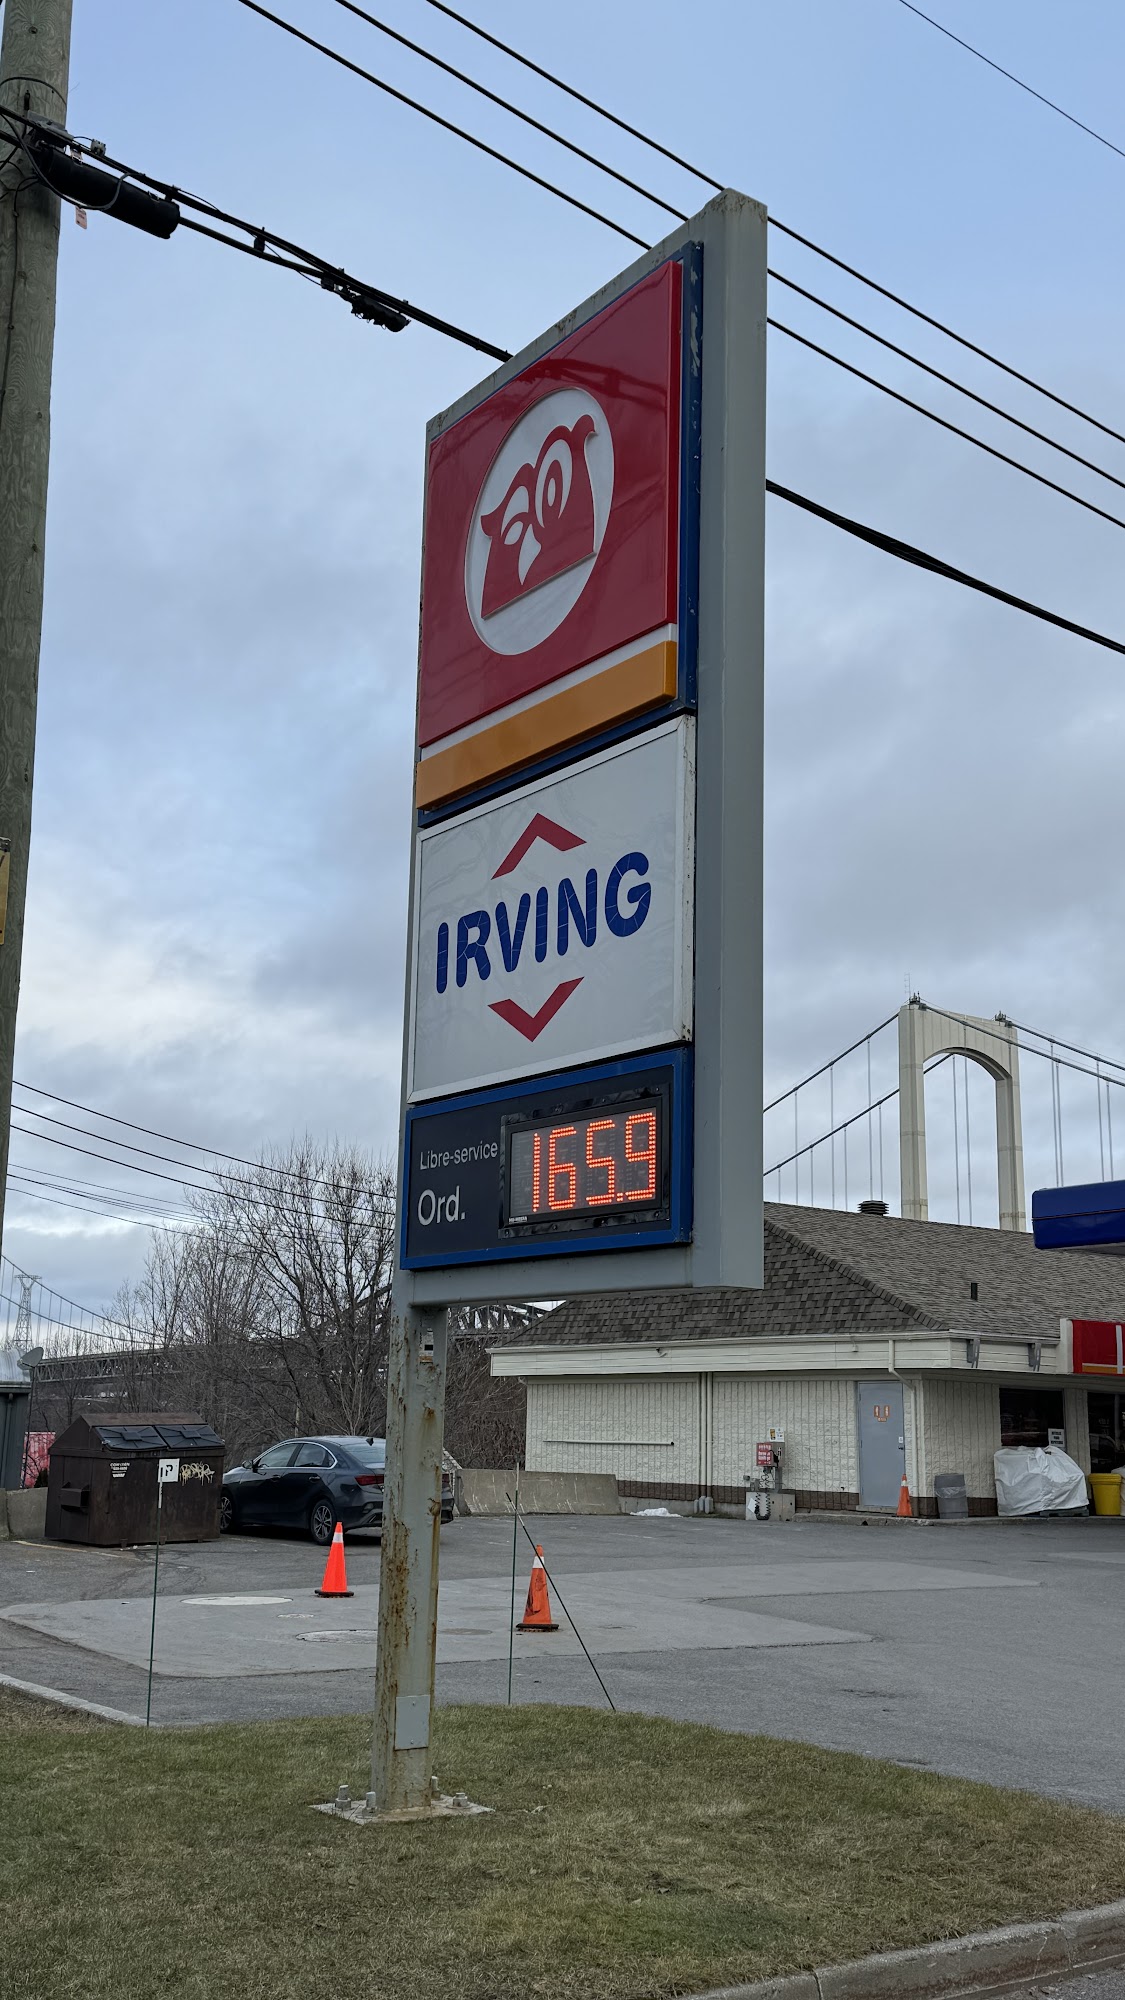 IRVING
Libre-service
Ord.
165.9
P